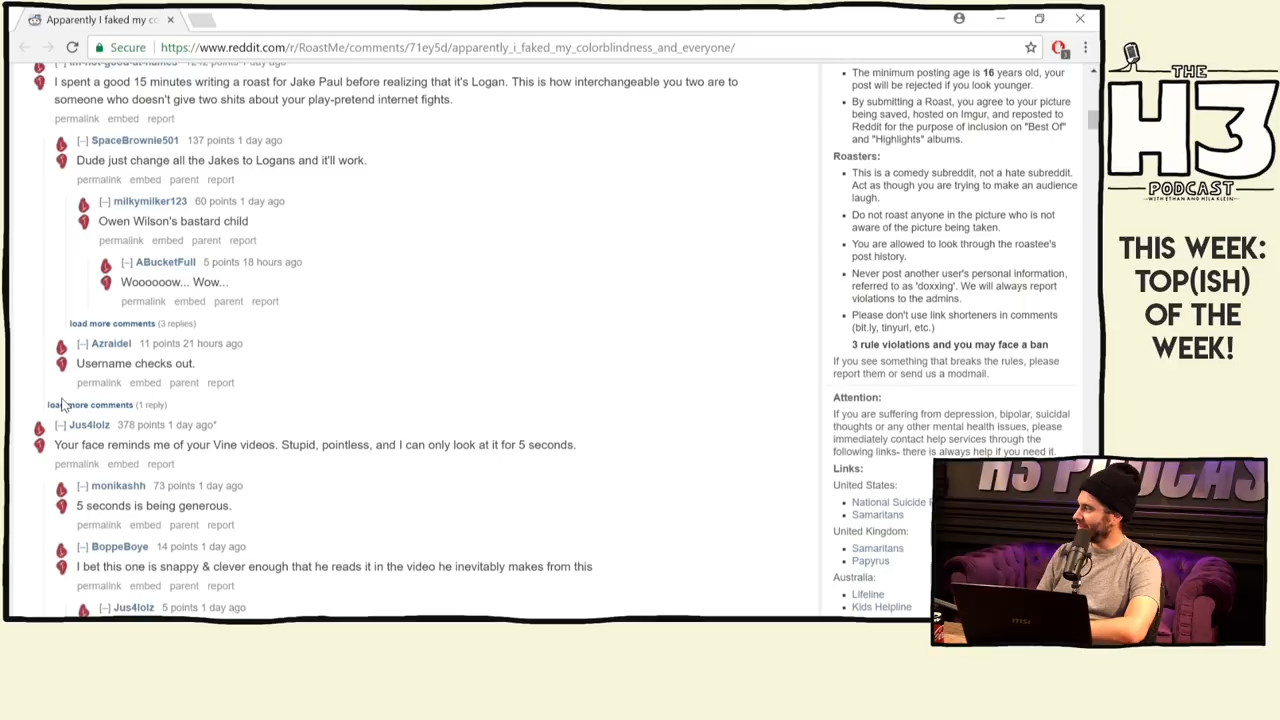 Apparently I faked my co
Secure https://www.reddit.com/r/RoastMe/comments/71ey5d/apparently_i_faked_my_colorblindness_and_everyone/
I spent a good 15 minutes writing a roast for Jake Paul before realizing that it's Logan. This is how interchangeable you two are to
someone who doesn't give two shits about your play-pretend internet fights.
permalink embed report
[–] SpaceBrownie501 137 points 1 day ago
Dude just change all the Jakes to Logans and it'll work.
permalink embed parent report
[–] milkymilker123 60 points 1 day ago
Owen Wilson's bastard child
permalink embed parent report
[–] ABucketFull 5 points 18 hours ago
Woooooow... Wow...
permalink embed parent report
load more comments (3 replies)
[–] Azraidel 11 points 21 hours ago
Username checks out.
permalink embed parent report
more comments (1 reply)
[–] Jus4lolz 378 points 1 day ago*
Your face reminds me of your Vine videos. Stupid, pointless, and I can only look at it for 5 seconds.
permalink embed report
[–] monikashh 73 points 1 day ago
5 seconds is being generous.
permalink embed parent report
[–] BoppeBoye 14 points 1 day ago
I bet this one is snappy & clever enough that he reads it in the video he inevitably makes from this
permalink embed parent report
[–] Jus4lolz 5 points 1 day ago
The minimum posting age is 16 years old, your
post will be rejected if you look younger.
By submitting a Roast, you agree to your picture
being saved, hosted on Imgur, and reposted to
Reddit for the purpose of inclusion on "Best Of"
and "Highlights" albums.
Roasters:
This is a comedy subreddit, not a hate subreddit.
Act as though you are trying to make an audience
laugh.
Do not roast anyone in the picture who is not
aware of the picture being taken.
You are allowed to look through the roastee's
post history.
Never post another user's personal information,
referred to as 'doxxing'. We will always report
violations to the admins.
Please don't use link shorteners in comments
(bit.ly, tinyurl, etc.)
3 rule violations and you may face a ban
If you see something that breaks the rules, please
report them or send us a modmail.
Attention:
If you are suffering from depression, bipolar, suicidal
thoughts or any other mental health issues, please
immediately contact help services through the
following links- there is always help if you need it.
Links:
United States:
National Suicide
Samaritans
United Kingdom:
Samaritans
Papyrus
Australia:
Lifeline
Kids Helpline
THE
H3
PODCAST
WITH ETHAN AND HILA KLEIN
THIS WEEK:
TOP(ISH)
OF THE
WEEK!
H3 PODCAS
msi